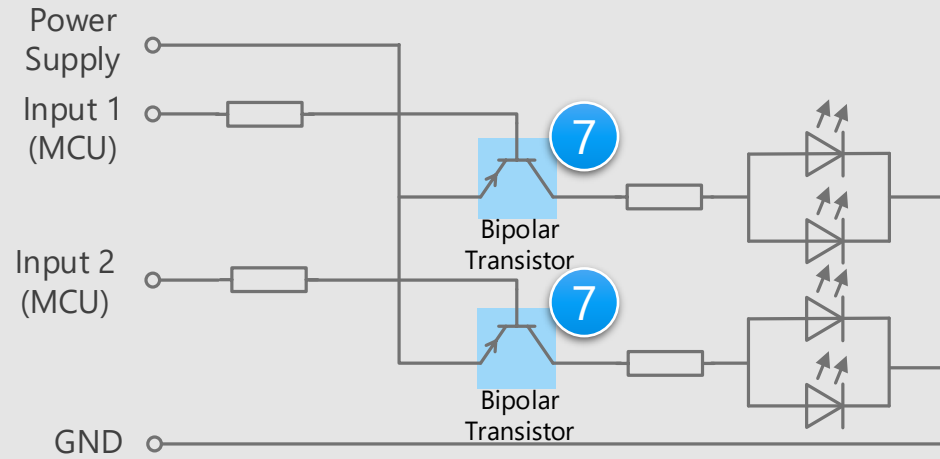 Power
Supply
Input 1
(MCU)
7
Bipolar
Transistor
Input 2
(MCU)
7
Bipolar
Transistor
GND